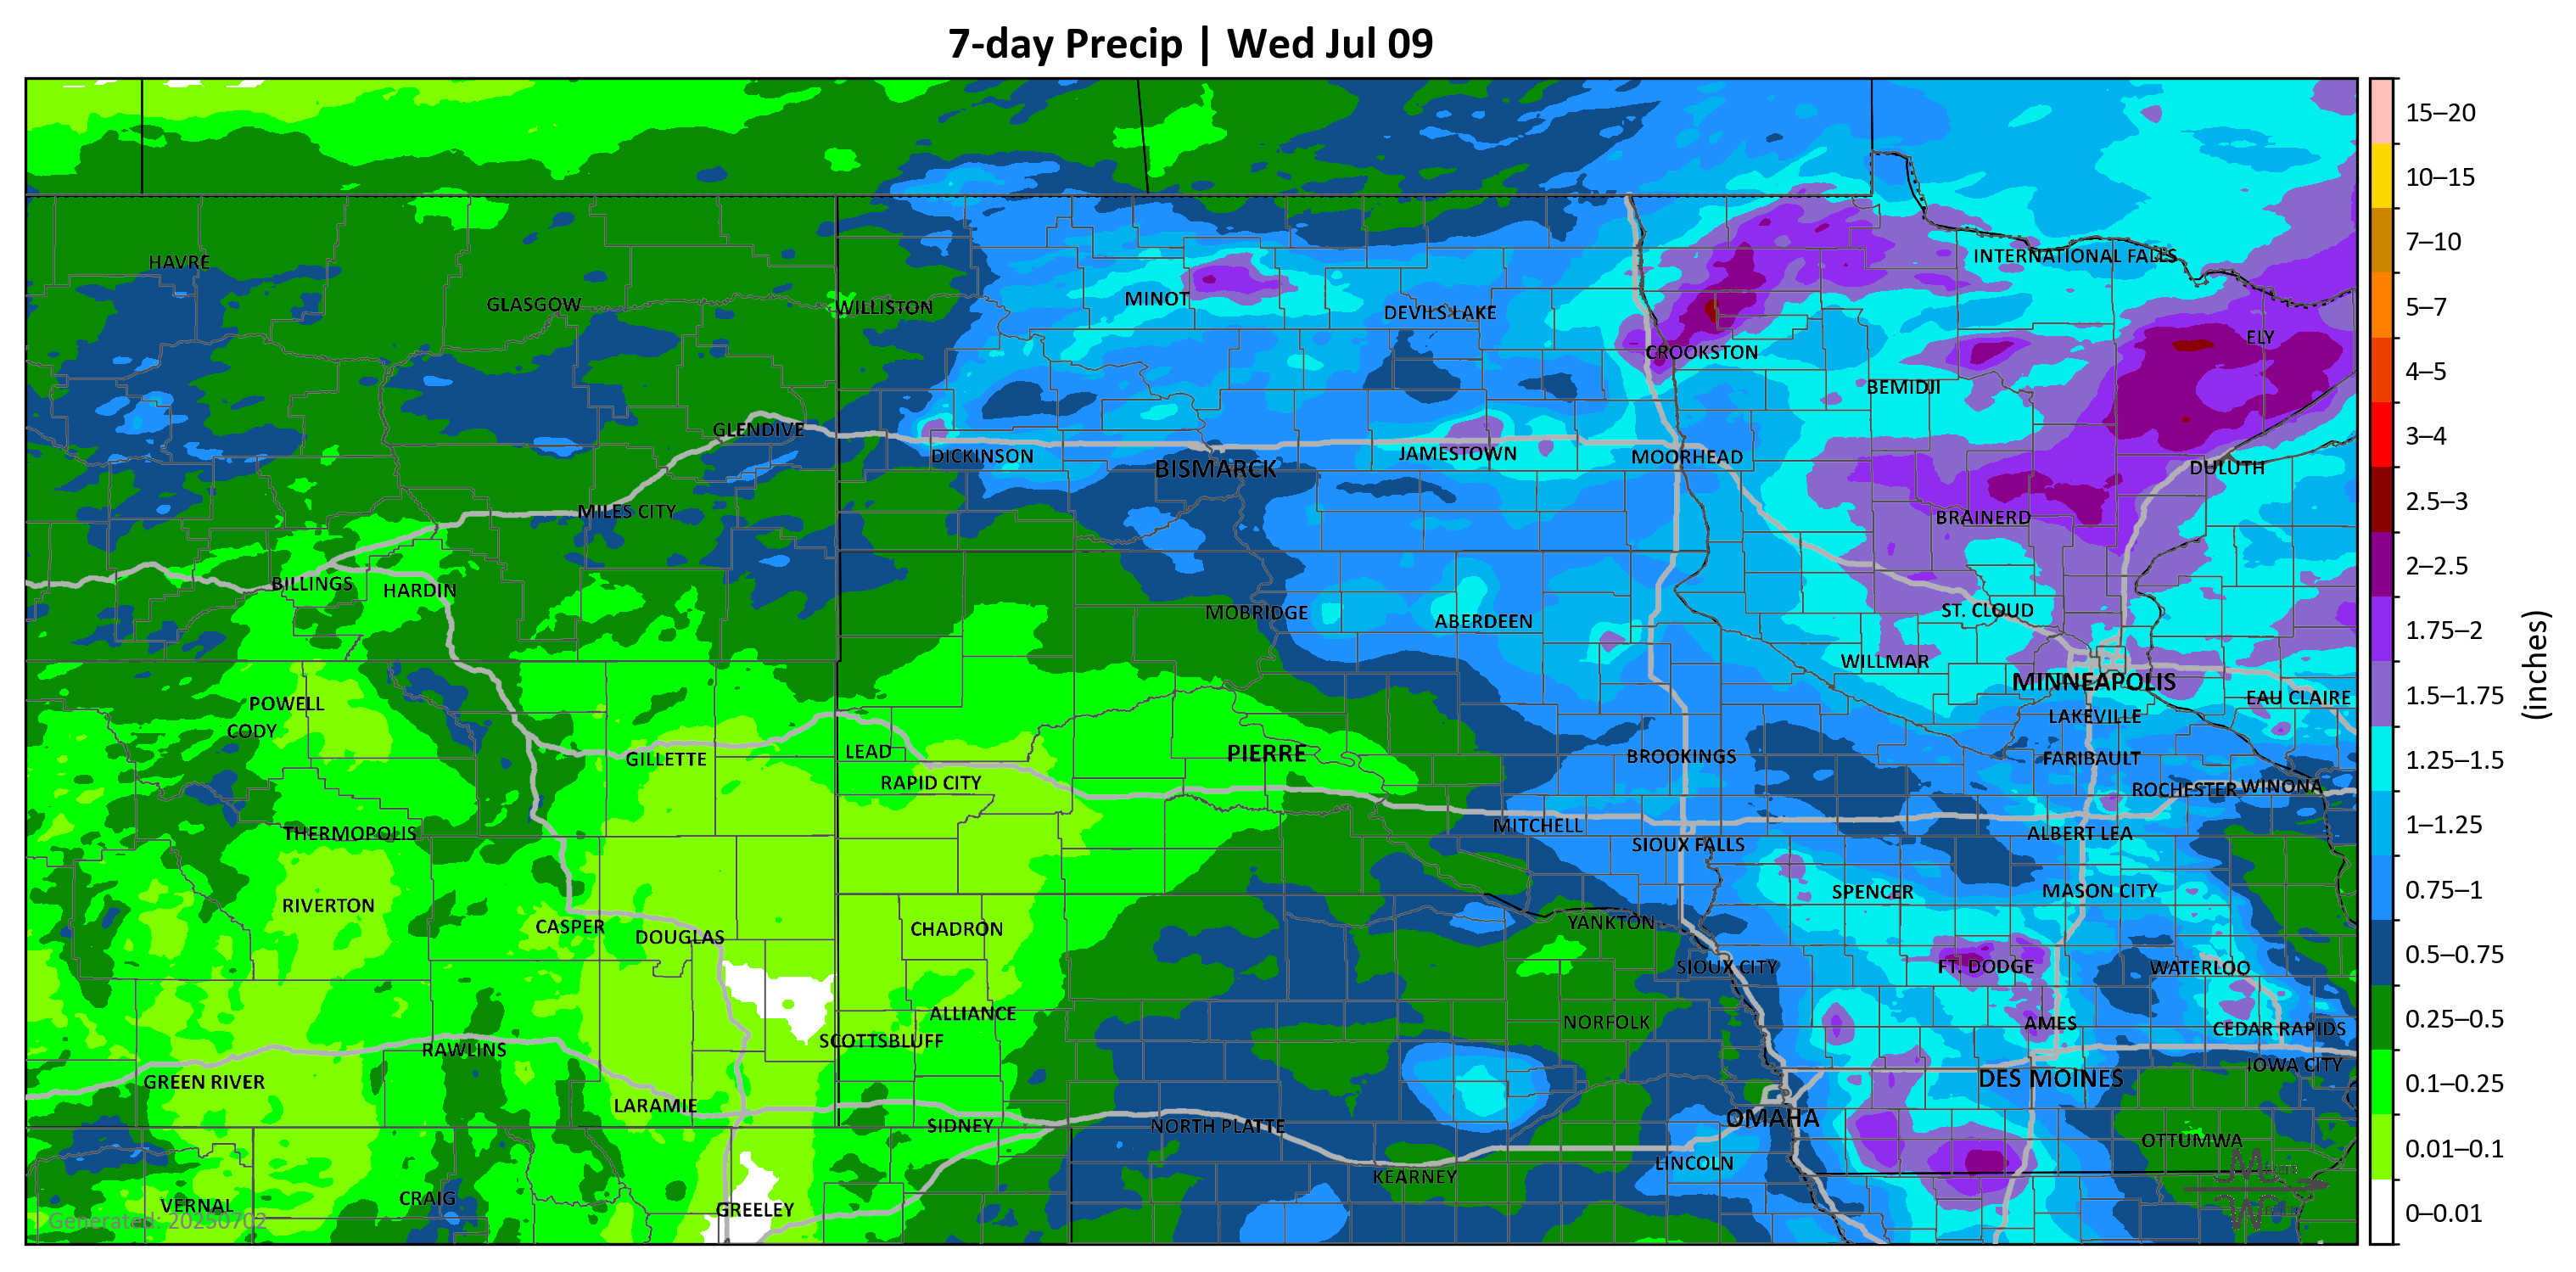 7-day Precip | Wed Jul 09
15–20
10–15
7–10
5–7
4–5
3–4
2.5–3
2–2.5
1.75–2
1.5–1.75
1.25–1.5
1–1.25
0.75–1
0.5–0.75
0.25–0.5
0.1–0.25
0.01–0.1
0–0.01
(inches)
HAVRE
INTERNATIONAL FALLS
GLASGOW
WILLISTON
MINOT
DEVILS LAKE
ELY
CROOKSTON
BEMIDJI
GLENDIVE
DICKINSON
BISMARCK
JAMESTOWN
MOORHEAD
DULUTH
MILES CITY
BRAINERD
BILLINGS
HARDIN
MOBRIDGE
ABERDEEN
ST. CLOUD
WILLMAR
MINNEAPOLIS
EAU CLAIRE
POWELL
CODY
LAKEVILLE
GILLETTE
LEAD
PIERRE
BROOKINGS
FARIBAULT
RAPID CITY
ROCHESTER
WINONA
THERMOPOLIS
MITCHELL
SIOUX FALLS
ALBERT LEA
RIVERTON
SPENCER
MASON CITY
CASPER
DOUGLAS
CHADRON
YANKTON
SIOUX CITY
FT. DODGE
WATERLOO
ALLIANCE
NORFOLK
AMES
CEDAR RAPIDS
SCOTTSBLUFF
RAWLINS
IOWA CITY
GREEN RIVER
DES MOINES
LARAMIE
SIDNEY
NORTH PLATTE
OMAHA
OTTUMWA
KEARNEY
LINCOLN
VERNAL
CRAIG
GREELEY
Generated: 20250702